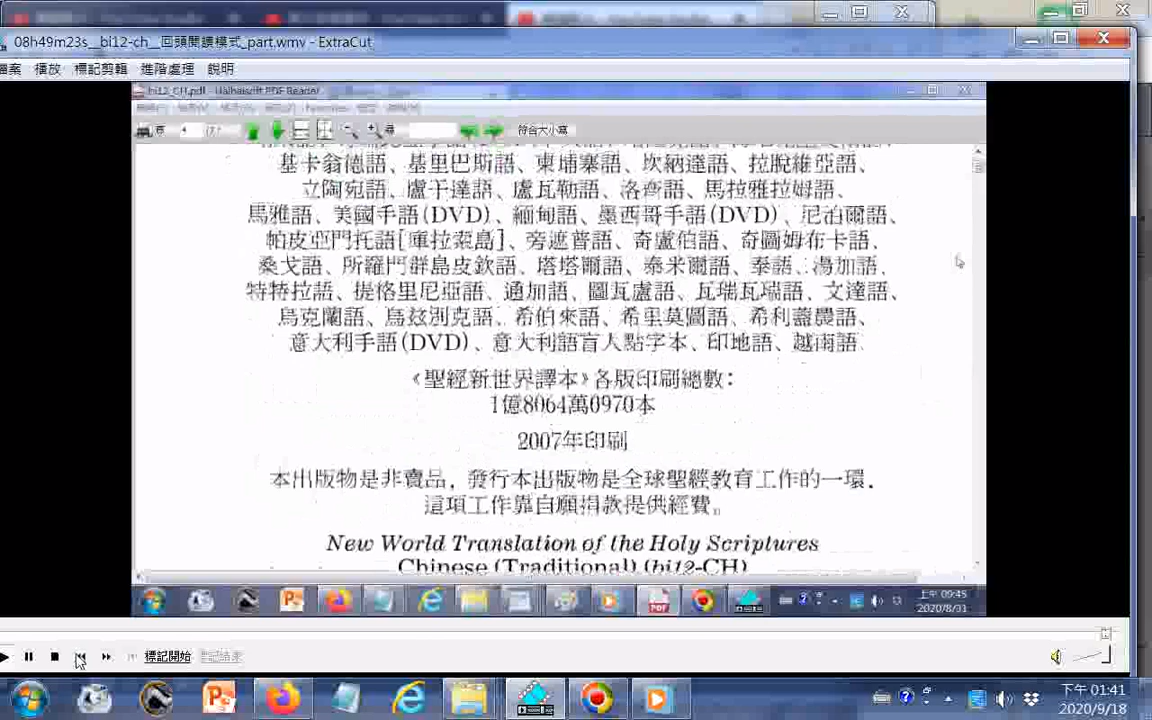 08h49m23s__bi12-ch__回頭閱讀模式_part.wmv - ExtraCut
檔案 播放 標記剪輯 進階處理 說明
bi12_CH.pdf - Haihaisoft PDF Reader
頁 4 尋 符合大小寫
基卡翁德語、基里巴斯語、柬埔寨語、坎納達語、拉脫維亞語、
立陶宛語、盧干達語、盧瓦勒語、洛齊語、馬拉雅拉姆語、
馬雅語、美國手語(DVD)、緬甸語、墨西哥手語(DVD)、尼泊爾語、
帕皮亞門托語[庫拉索島]、旁遮普語、奇盧伯語、奇圖姆布卡語、
桑戈語、所羅門群島皮欽語、塔塔爾語、泰米爾語、泰語、湯加語、
特特拉語、提格里尼亞語、通加語、圖瓦盧語、瓦瑞瓦瑞語、文達語、
烏克蘭語、烏茲別克語、希伯來語、希里莫圖語、希利蓋農語、
意大利手語(DVD)、意大利語盲人點字本、印地語、越南語
《聖經新世界譯本》各版印刷總數：
1億8064萬0970本
2007年印刷
本出版物是非賣品，發行本出版物是全球聖經教育工作的一環，
這項工作靠自願捐款提供經費。
New World Translation of the Holy Scriptures
Chinese (Traditional) (bi12-CH)
上午 09:45
2020/8/31
標記開始 標記結束
下午 01:41
2020/9/18